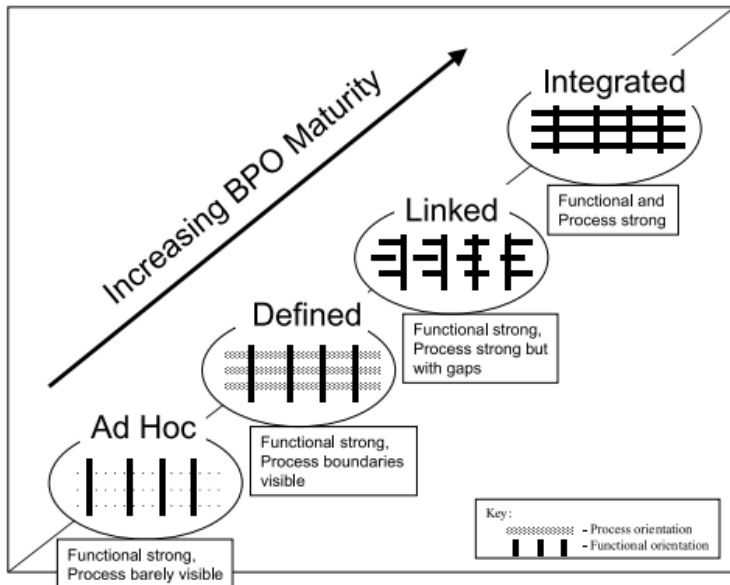 Increasing BPO Maturity
Integrated
Functional and
Process strong
Linked
Functional strong,
Process strong but
with gaps
Defined
Functional strong,
Process boundaries
visible
Ad Hoc
Functional strong,
Process barely visible
Key:
- Process orientation
- Functional orientation